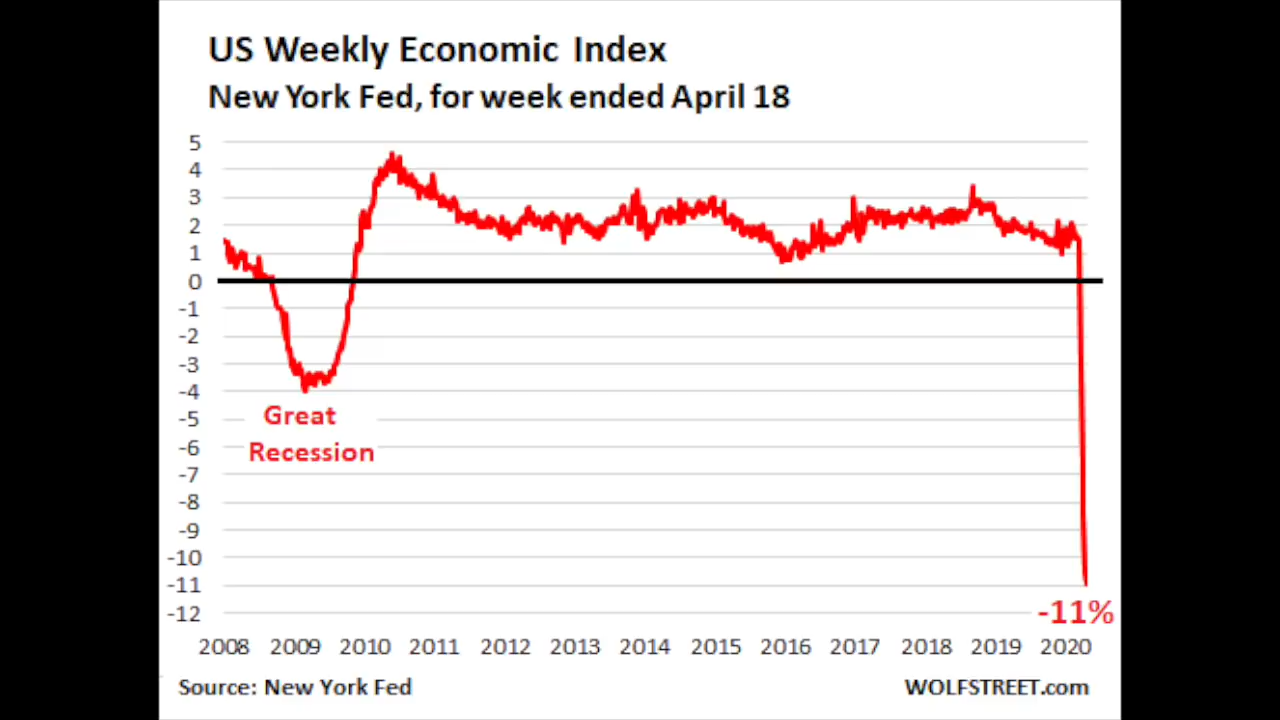 US Weekly Economic Index
New York Fed, for week ended April 18
5
4
3
2
1
0
-1
-2
-3
-4
-5
-6
-7
-8
-9
-10
-11
-12
Great
Recession
-11%
2008 2009 2010 2011 2012 2013 2014 2015 2016 2017 2018 2019 2020
Source: New York Fed
WOLFSTREET.com